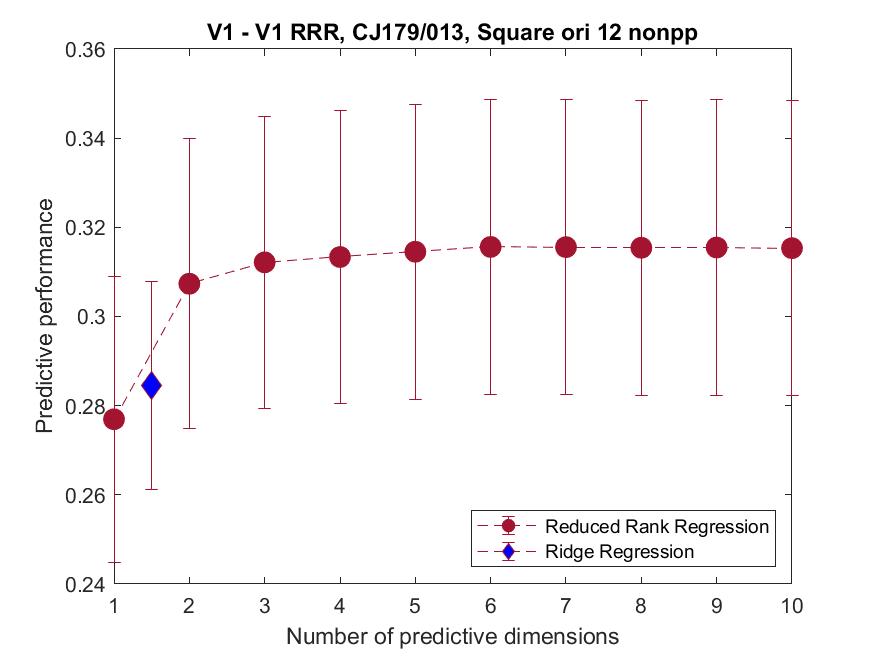 V1 - V1 RRR, CJ179/013, Square ori 12 nonpp
0.36
0.34
0.32
0.3
0.28
0.26
0.24
Predictive performance
1 2 3 4 5 6 7 8 9 10
Number of predictive dimensions
Reduced Rank Regression
Ridge Regression